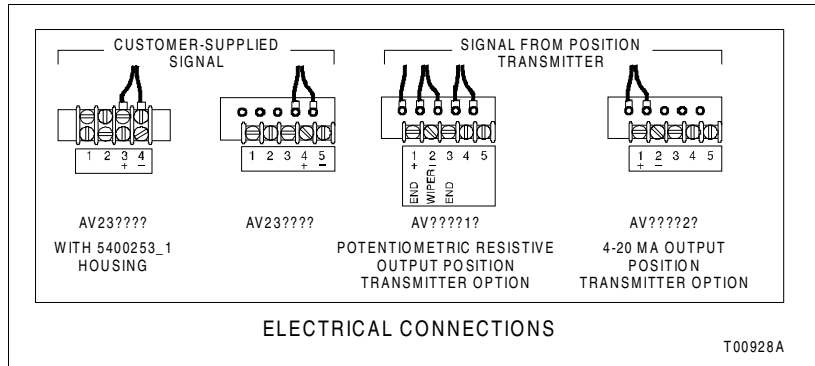 CUSTOMER-SUPPLIED
SIGNAL
SIGNAL FROM POSITION
TRANSMITTER
1 2 3 4
+ –
1 2 3 4 5
+ –
1 2 3 4 5
+ –
END WIPER END
1 2 3 4 5
+ –
AV23????
WITH 5400253_1
HOUSING
AV23????
AV????1?
POTENTIOMETRIC RESISTIVE
OUTPUT POSITION
TRANSMITTER OPTION
AV????2?
4-20 MA OUTPUT
POSITION
TRANSMITTER OPTION
ELECTRICAL CONNECTIONS
T00928A